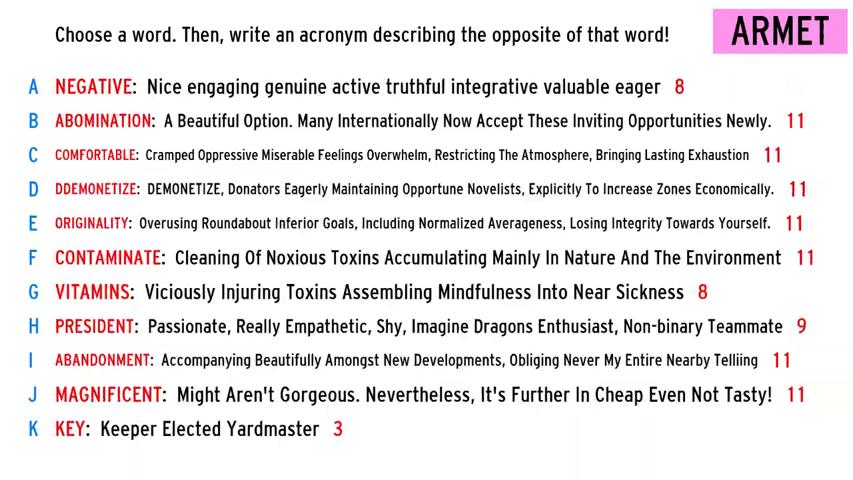 Choose a word. Then, write an acronym describing the opposite of that word!
ARMET
A NEGATIVE: Nice engaging genuine active truthful integrative valuable eager 8
B ABOMINATION: A Beautiful Option. Many Internationally Now Accept These Inviting Opportunities Newly. 11
C COMFORTABLE: Cramped Oppressive Miserable Feelings Overwhelm, Restricting The Atmosphere, Bringing Lasting Exhaustion 11
D DDEMONETIZE: DEMONETIZE, Donators Eagerly Maintaining Opportune Novelists, Explicitly To Increase Zones Economically. 11
E ORIGINALITY: Overusing Roundabout Inferior Goals, Including Normalized Averageness, Losing Integrity Towards Yourself. 11
F CONTAMINATE: Cleaning Of Noxious Toxins Accumulating Mainly In Nature And The Environment 11
G VITAMINS: Viciously Injuring Toxins Assembling Mindfulness Into Near Sickness 8
H PRESIDENT: Passionate, Really Empathetic, Shy, Imagine Dragons Enthusiast, Non-binary Teammate 9
I ABANDONMENT: Accompanying Beautifully Amongst New Developments, Obliging Never My Entire Nearby Telliing 11
J MAGNIFICENT: Might Aren't Gorgeous. Nevertheless, It's Further In Cheap Even Not Tasty! 11
K KEY: Keeper Elected Yardmaster 3